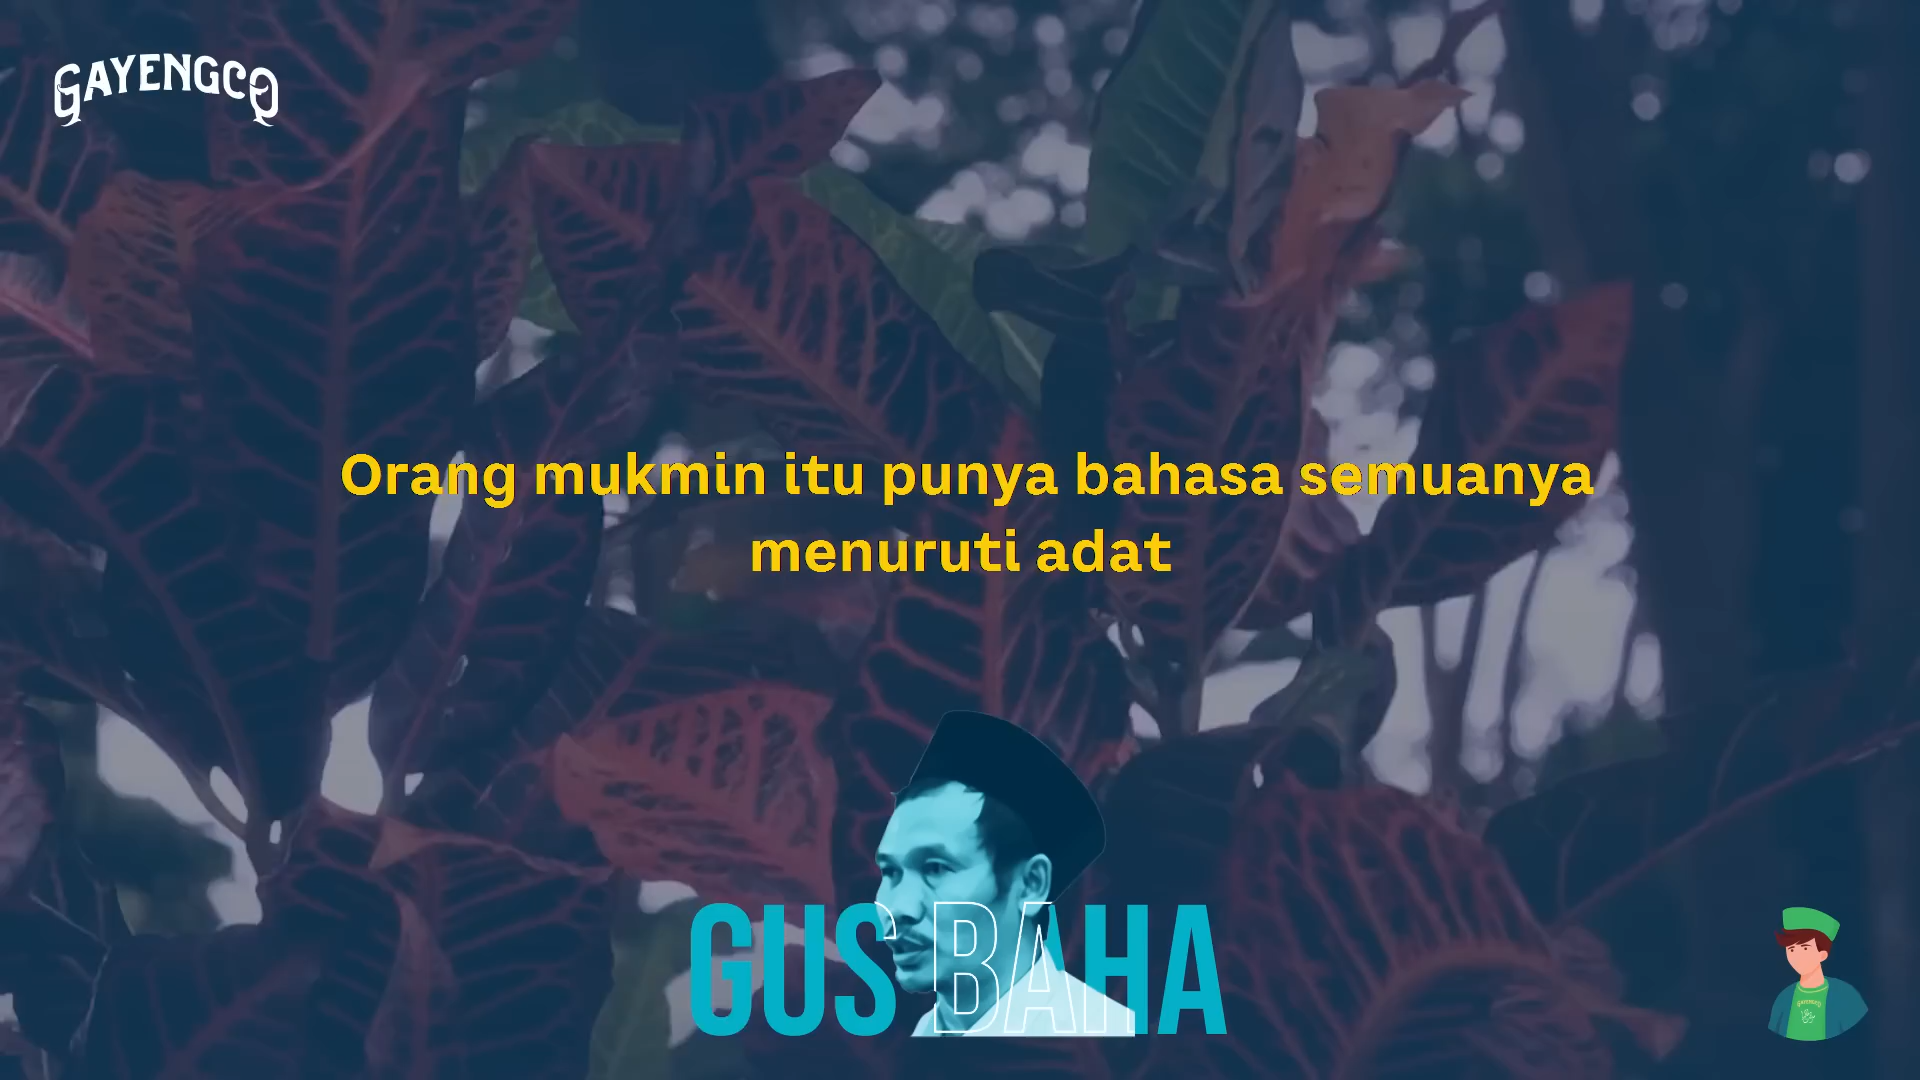 GAYENGCO
Orang mukmin itu punya bahasa semuanya
menuruti adat
GUS BAHA